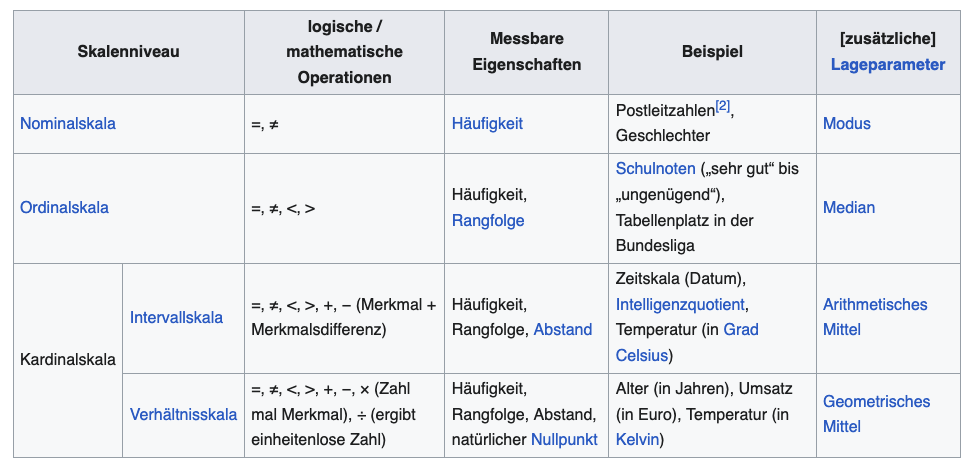 Skalenniveau
logische /
mathematische
Operationen
Messbare
Eigenschaften
Beispiel
[zusätzliche]
Lageparameter
Nominalskala
=, ≠
Häufigkeit
Postleitzahlen[2],
Geschlechter
Modus
Ordinalskala
=, ≠, <, >
Häufigkeit,
Rangfolge
Schulnoten („sehr gut“ bis
„ungenügend“),
Tabellenplatz in der
Bundesliga
Median
Kardinalskala
Intervallskala
=, ≠, <, >, +, − (Merkmal +
Merkmalsdifferenz)
Häufigkeit,
Rangfolge, Abstand
Zeitskala (Datum),
Intelligenzquotient,
Temperatur (in Grad
Celsius)
Arithmetisches
Mittel
Verhältnisskala
=, ≠, <, >, +, −, × (Zahl
mal Merkmal), ÷ (ergibt
einheitenlose Zahl)
Häufigkeit,
Rangfolge, Abstand,
natürlicher Nullpunkt
Alter (in Jahren), Umsatz
(in Euro), Temperatur (in
Kelvin)
Geometrisches
Mittel